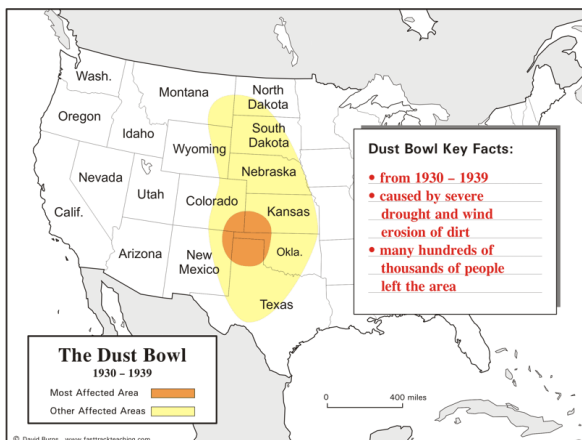 Wash.
Montana
North
Dakota
Oregon
Idaho
South
Dakota
Wyoming
Nebraska
Nevada
Utah
Colorado
Kansas
Calif.
Arizona
New
Mexico
Okla.
Texas
Dust Bowl Key Facts:
• from 1930 – 1939
• caused by severe
drought and wind
erosion of dirt
• many hundreds of
thousands of people
left the area
The Dust Bowl
1930 – 1939
Most Affected Area
Other Affected Areas
0 400 miles
© David Burns www.fasttrackteaching.com